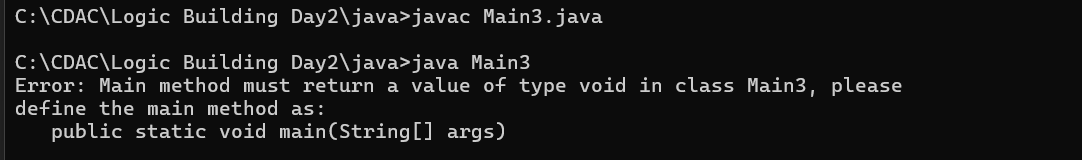 C:\CDAC\Logic Building Day2\java>javac Main3.java
C:\CDAC\Logic Building Day2\java>java Main3
Error: Main method must return a value of type void in class Main3, please
define the main method as:
   public static void main(String[] args)